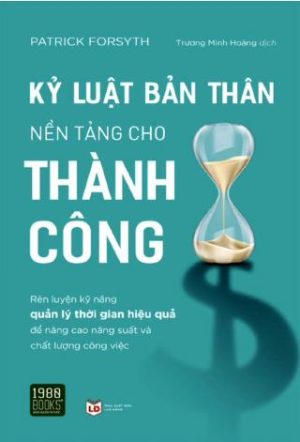 PATRICK FORSYTH
Trương Minh Hoàng dịch
KỶ LUẬT BẢN THÂN
NỀN TẢNG CHO
THÀNH
CÔNG
Rèn luyện kỹ năng
quản lý thời gian hiệu quả
để nâng cao năng suất và
chất lượng công việc
1980
BOOKS
LĐ